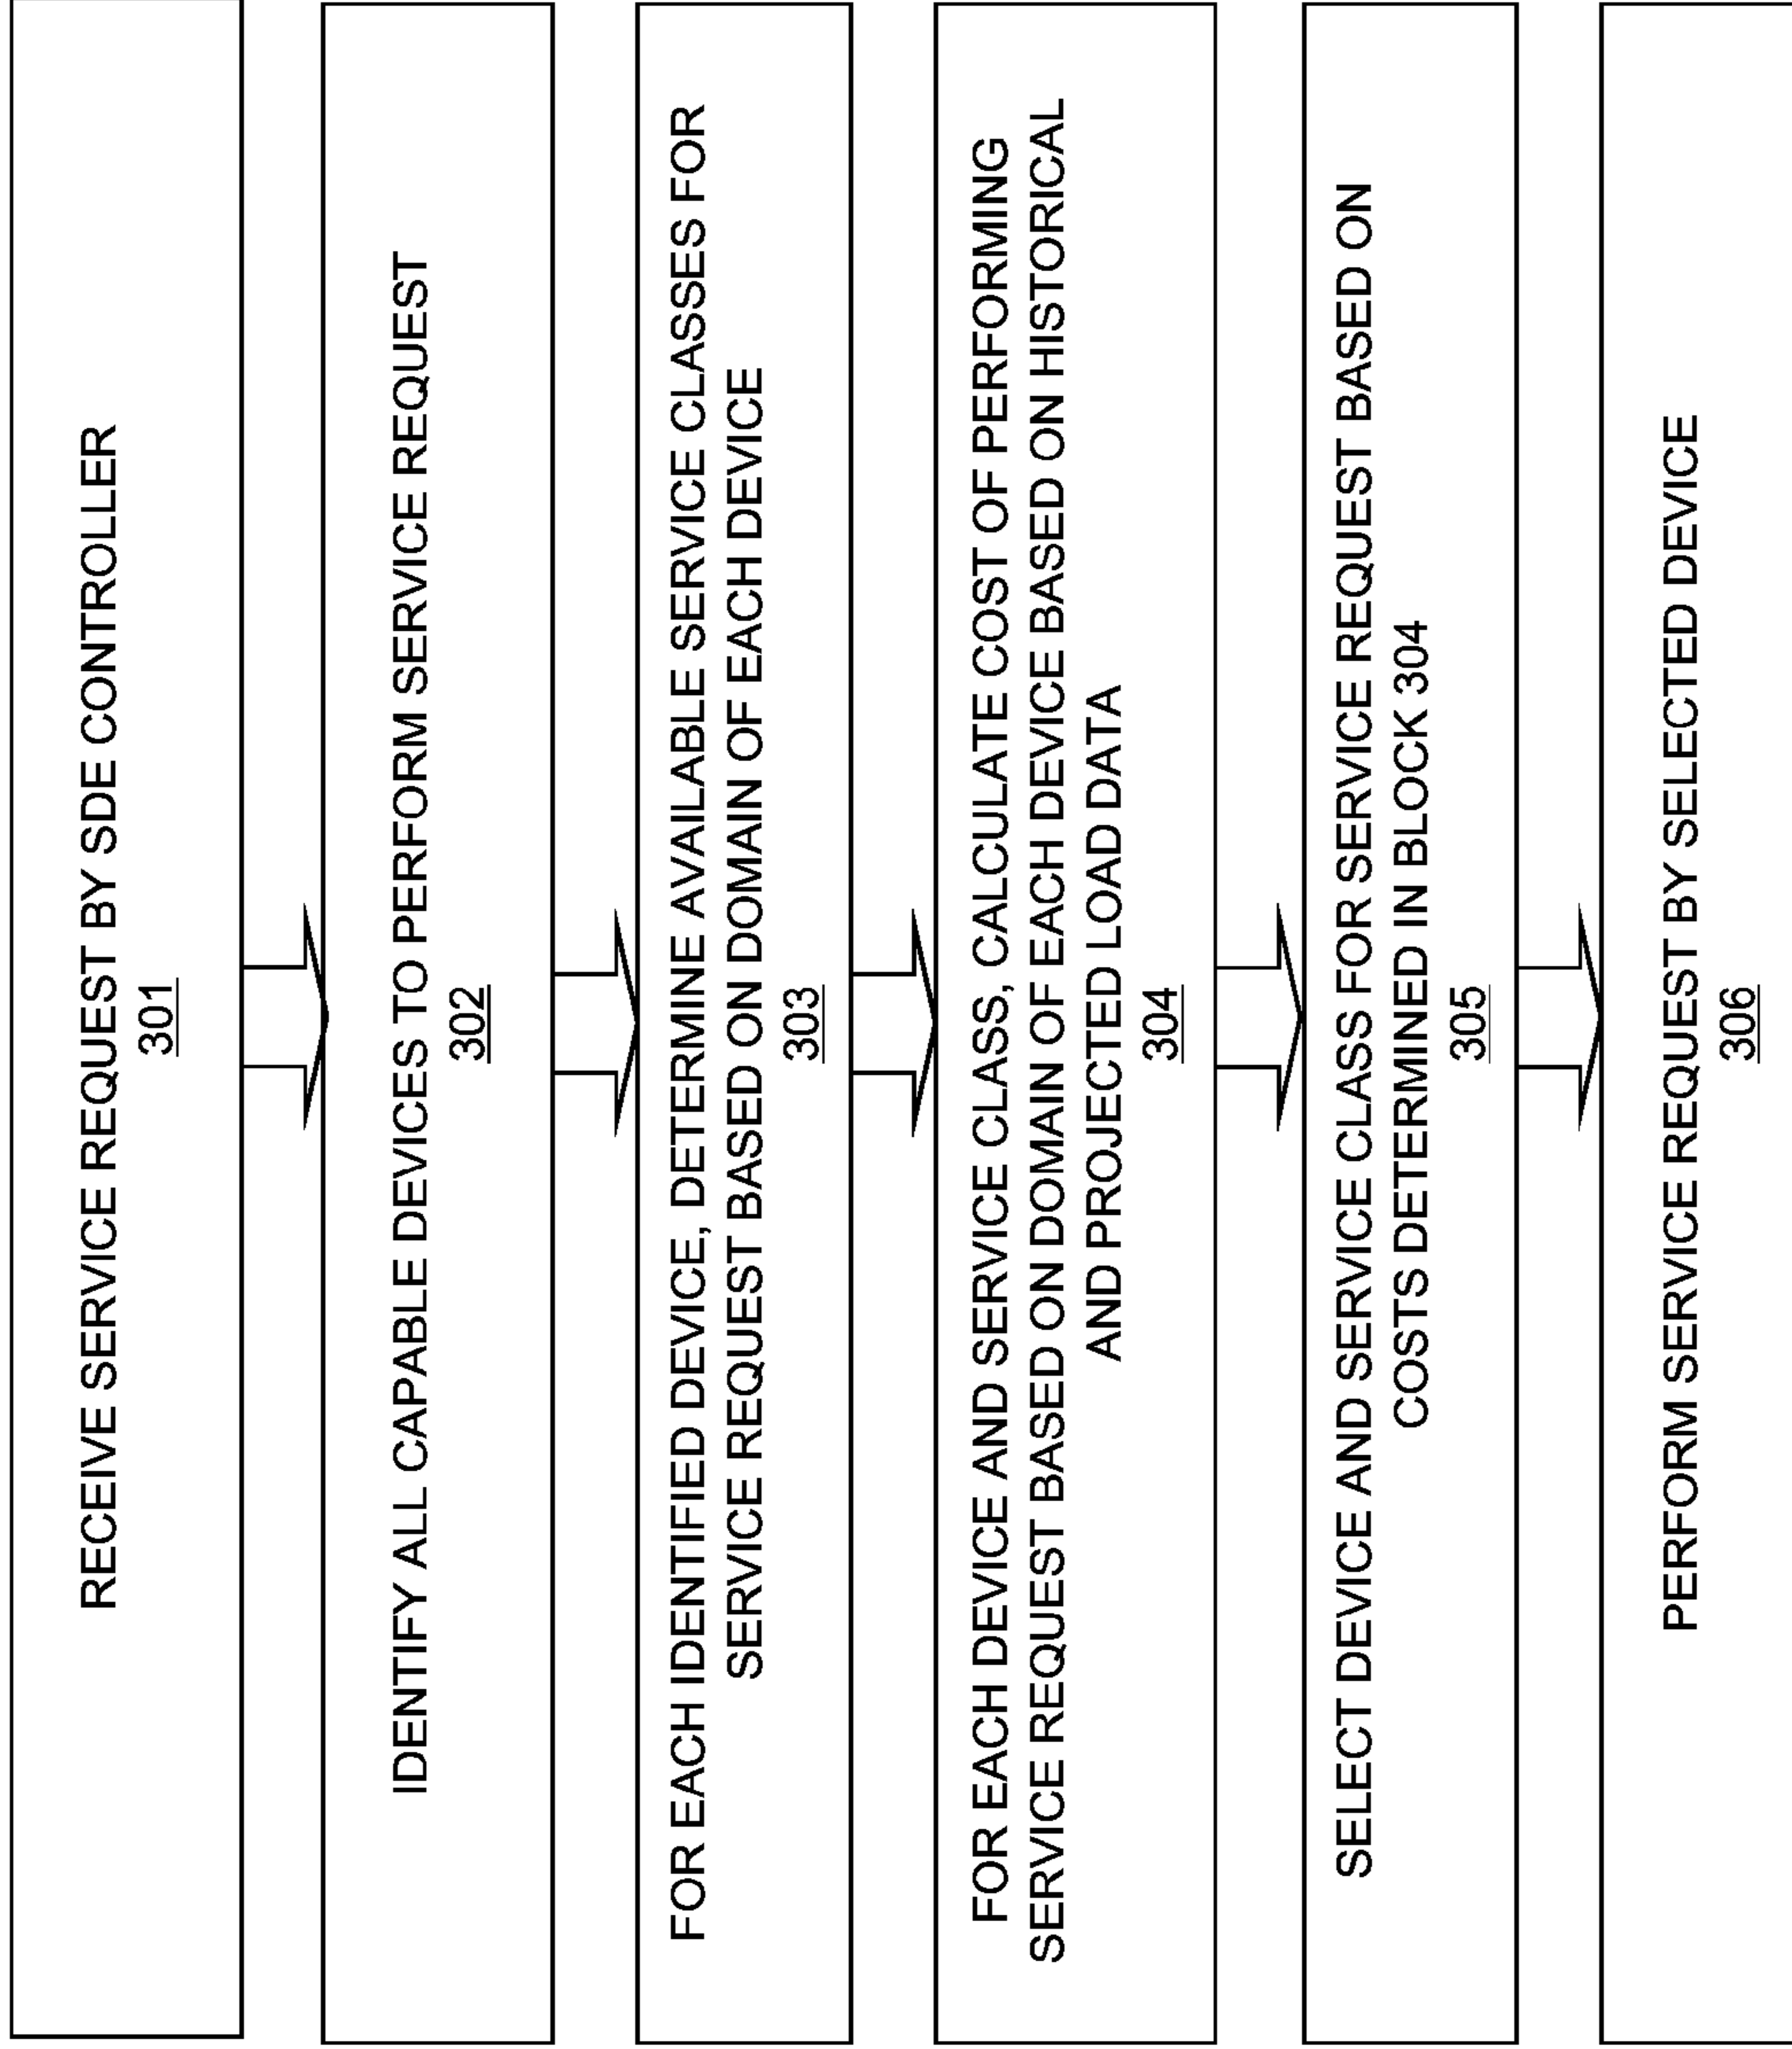 RECEIVE SERVICE REQUEST BY SDE CONTROLLER
301
IDENTIFY ALL CAPABLE DEVICES TO PERFORM SERVICE REQUEST
302
FOR EACH IDENTIFIED DEVICE, DETERMINE AVAILABLE SERVICE CLASSES FOR
SERVICE REQUEST BASED ON DOMAIN OF EACH DEVICE
303
FOR EACH DEVICE AND SERVICE CLASS, CALCULATE COST OF PERFORMING
SERVICE REQUEST BASED ON DOMAIN OF EACH DEVICE BASED ON HISTORICAL
AND PROJECTED LOAD DATA
304
SELECT DEVICE AND SERVICE CLASS FOR SERVICE REQUEST BASED ON
COSTS DETERMINED IN BLOCK 304
305
PERFORM SERVICE REQUEST BY SELECTED DEVICE
306